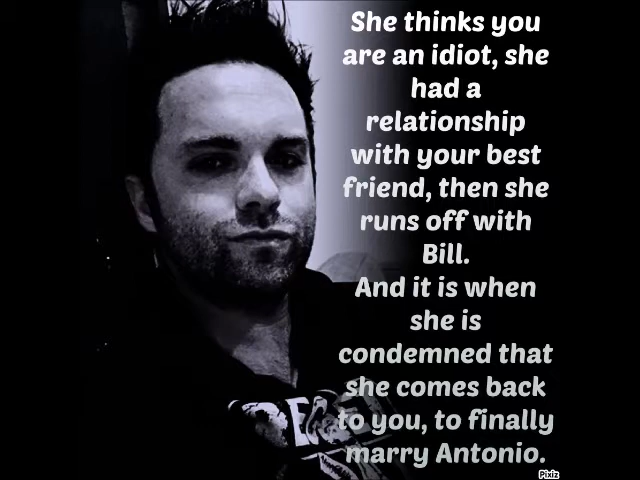 She thinks you
are an idiot, she
had a
relationship
with your best
friend, then she
runs off with
Bill.
And it is when
she is
condemned that
she comes back
to you, to finally
marry Antonio.
Pixiz